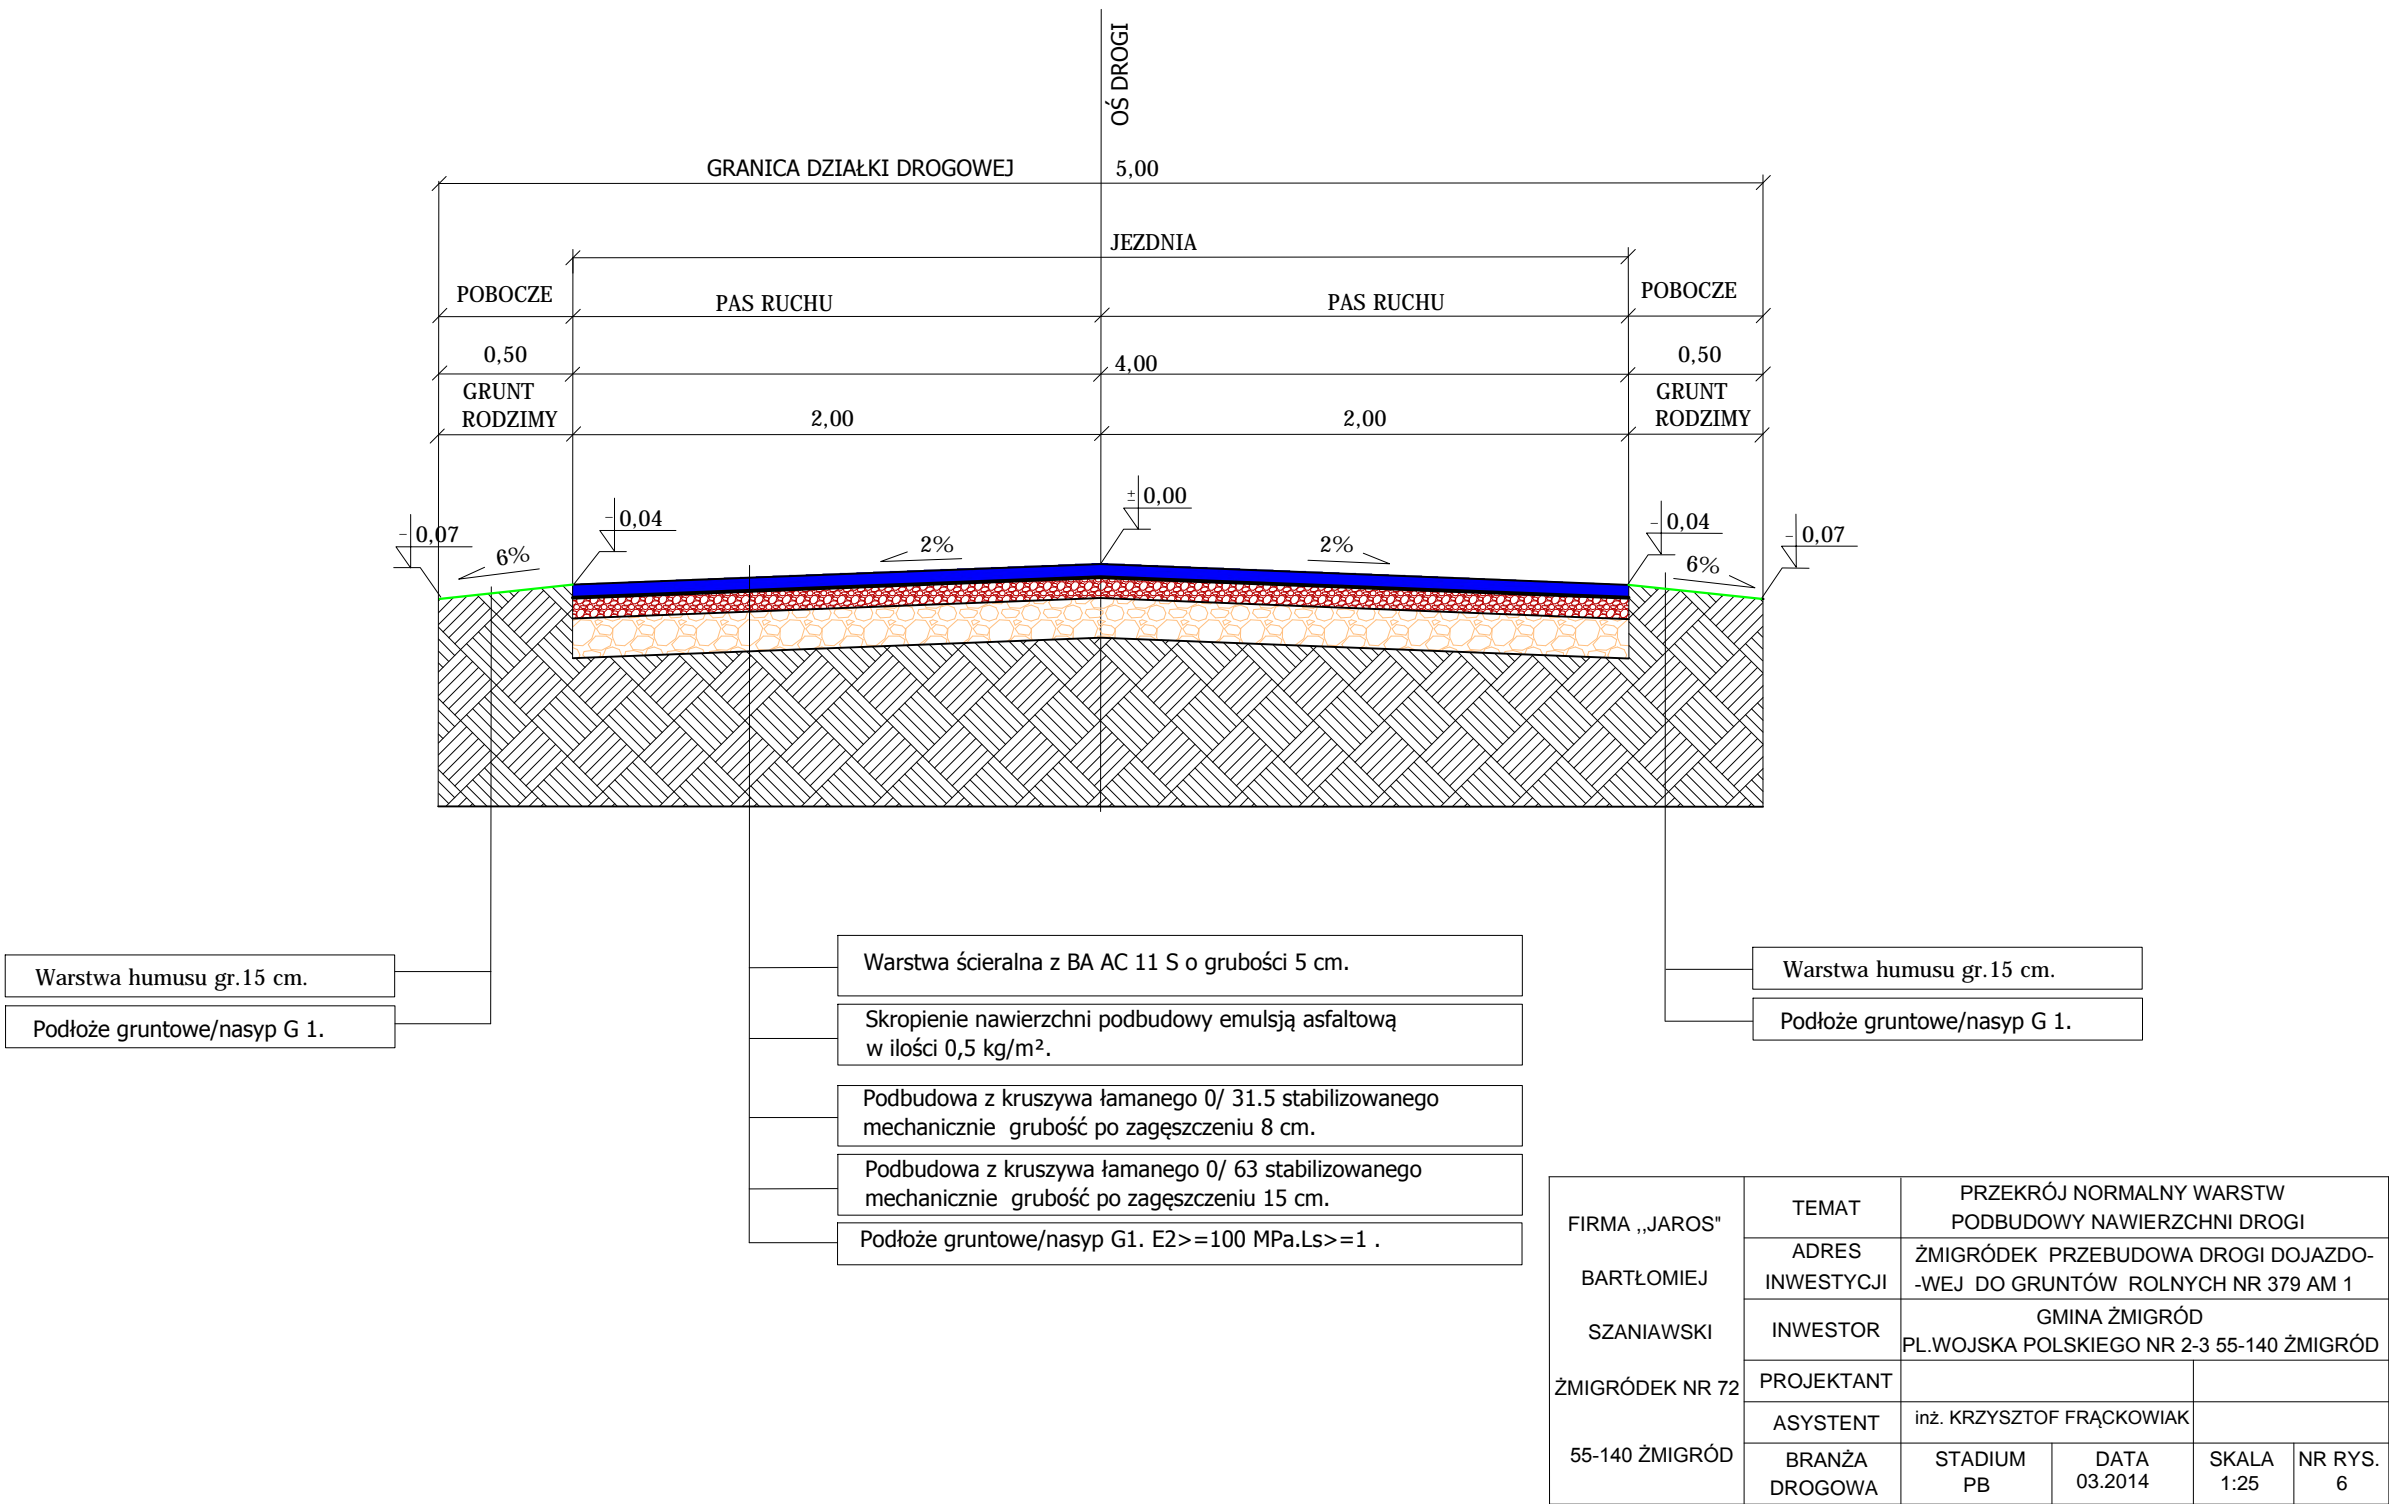 OŚ DROGI
GRANICA DZIAŁKI DROGOWEJ 5,00
JEZDNIA
POBOCZE PAS RUCHU PAS RUCHU POBOCZE
0,50 4,00 0,50
GRUNT
RODZIMY
2,00 2,00
GRUNT
RODZIMY
- 0,07
- 0,04
± 0,00
- 0,04
- 0,07
6% 2% 2% 6%
Warstwa humusu gr.15 cm.
Podłoże gruntowe/nasyp G 1.
Warstwa ścieralna z BA AC 11 S o grubości 5 cm.
Skropienie nawierzchni podbudowy emulsją asfaltową
w ilości 0,5 kg/m².
Podbudowa z kruszywa łamanego 0/ 31.5 stabilizowanego
mechanicznie grubość po zagęszczeniu 8 cm.
Podbudowa z kruszywa łamanego 0/ 63 stabilizowanego
mechanicznie grubość po zagęszczeniu 15 cm.
Podłoże gruntowe/nasyp G1. E2>=100 MPa.Ls>=1 .
Warstwa humusu gr.15 cm.
Podłoże gruntowe/nasyp G 1.
FIRMA ,,JAROS"
BARTŁOMIEJ
SZANIAWSKI
ŻMIGRÓDEK NR 72
55-140 ŻMIGRÓD
TEMAT
PRZEKRÓJ NORMALNY WARSTW
PODBUDOWY NAWIERZCHNI DROGI
ADRES
INWESTYCJI
ŻMIGRÓDEK PRZEBUDOWA DROGI DOJAZDO-
-WEJ DO GRUNTÓW ROLNYCH NR 379 AM 1
INWESTOR
GMINA ŻMIGRÓD
PL.WOJSKA POLSKIEGO NR 2-3 55-140 ŻMIGRÓD
PROJEKTANT
ASYSTENT inż. KRZYSZTOF FRĄCKOWIAK
BRANŻA
DROGOWA
STADIUM
PB
DATA
03.2014
SKALA
1:25
NR RYS.
6